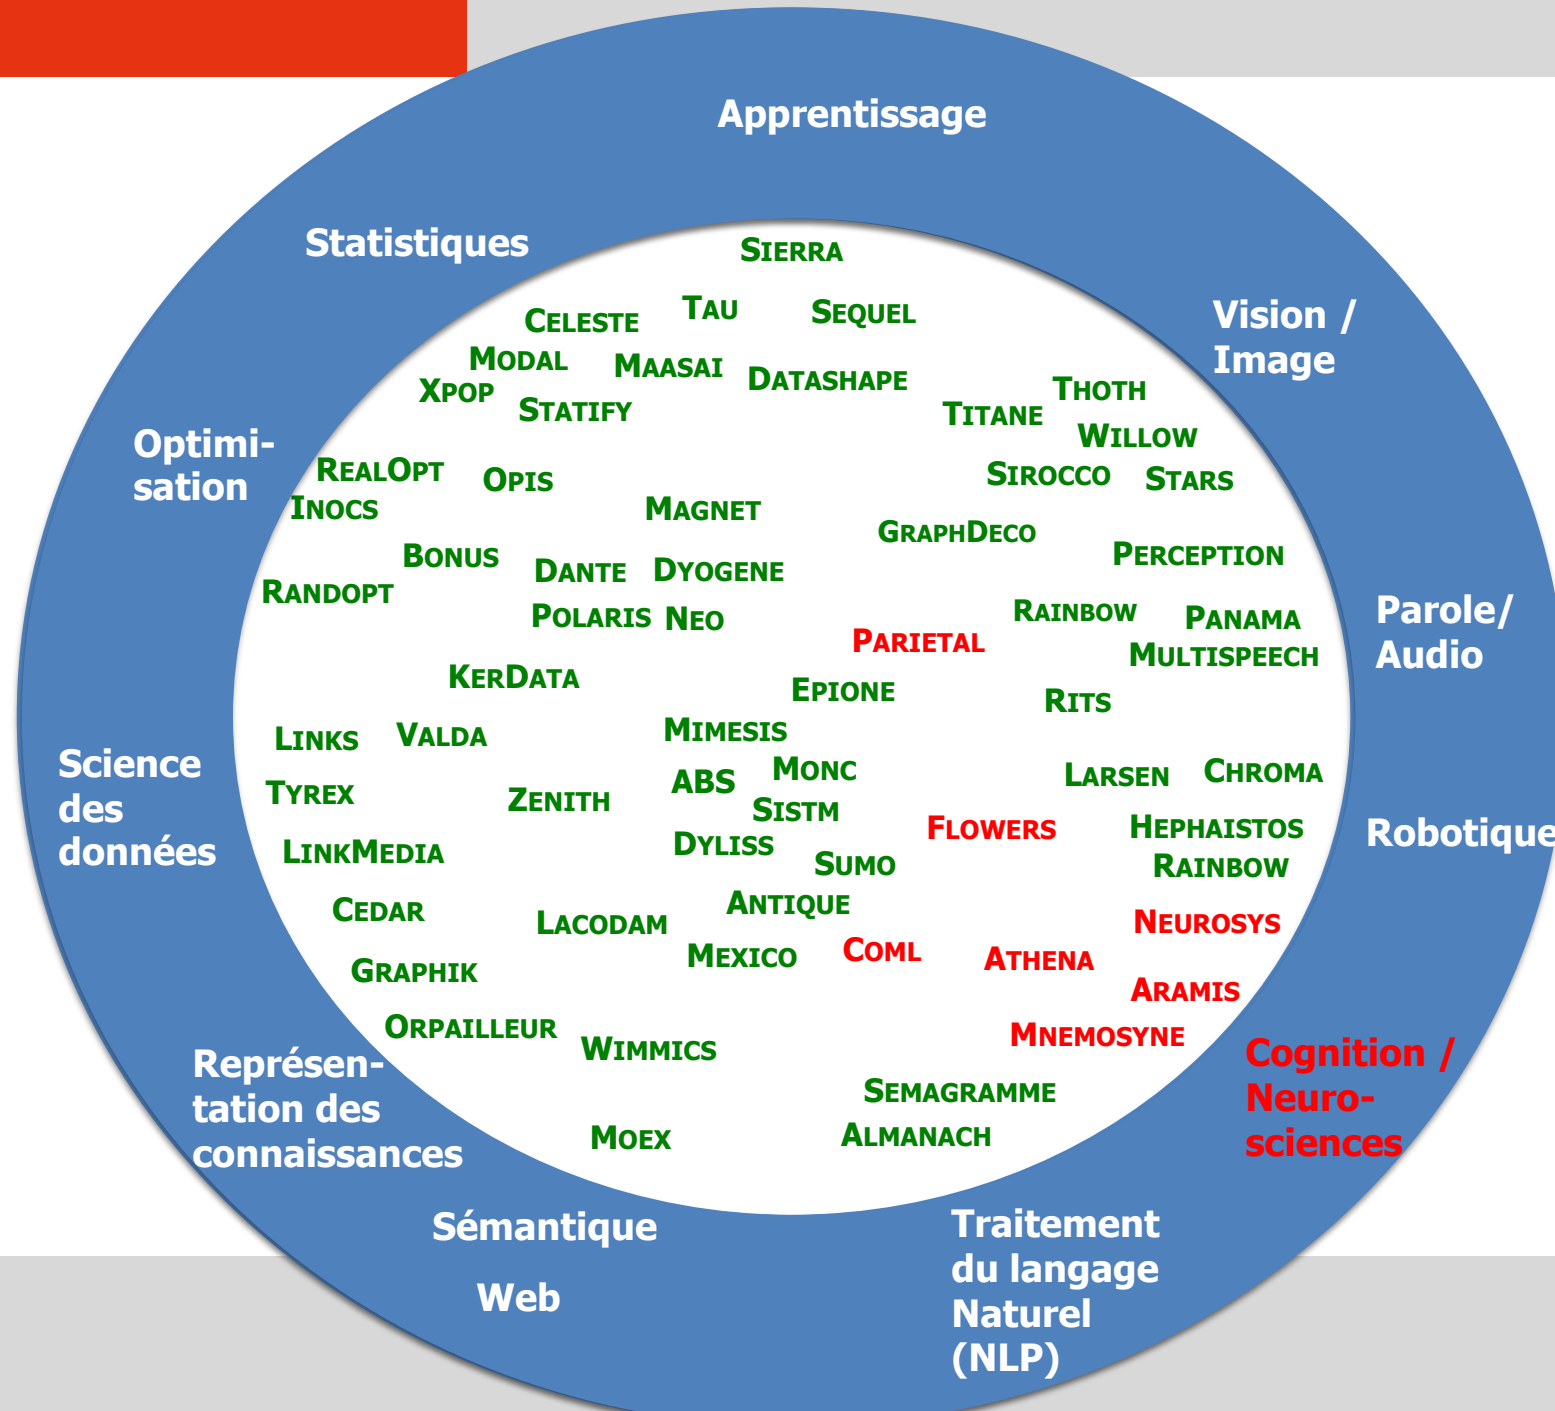 Apprentissage
Statistiques
SIERRA
TAU
SEQUEL
CELESTE
Vision /
Image
MODAL
MAASAI
DATASHAPE
XPOP
STATIFY
THOTH
TITANE
WILLOW
Optimi-
sation
REALOPT
OPIS
SIROCCO
STARS
INOCS
MAGNET
GRAPHDECO
BONUS
DANTE
DYOGENE
PERCEPTION
RANDOPT
POLARIS
NEO
RAINBOW
PANAMA
Parole/
Audio
PARIETAL
MULTISPEECH
KERDATA
EPIONE
RITS
LINKS
VALDA
MIMESIS
Science
des
données
ABS
MONC
LARSEN
CHROMA
TYREX
ZENITH
SISTM
FLOWERS
HEPHAISTOS
Robotique
LINKMEDIA
DYLISS
SUMO
RAINBOW
CEDAR
LACODAM
ANTIQUE
NEUROSYS
MEXICO
COML
ATHENA
GRAPHIK
ARAMIS
ORPAILLEUR
WIMMICS
MNEMOSYNE
Représen-
tation des
connaissances
Cognition /
Neuro-
sciences
SEMAGRAMME
MOEX
ALMANACH
Sémantique
Web
Traitement
du langage
Naturel
(NLP)